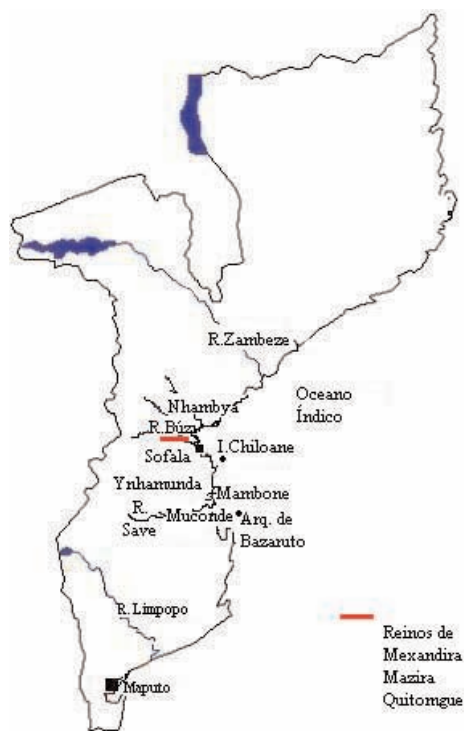 R.Zambeze
Oceano
Índico
Nhambya
R.Búzi
I.Chiloane
Sofala
Ynhamunda
Mambone
R.
Save
Muconde
Arq. de
Bazaruto
R.Limpopo
Maputo
Reinos de
Mexandira
Mazira
Quitomgue